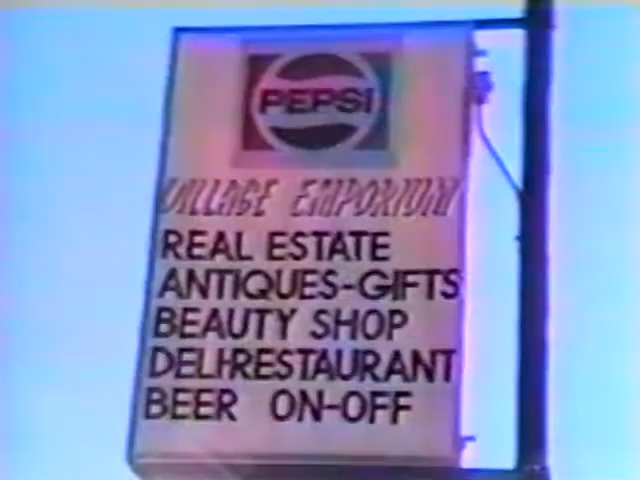 PEPSI
VILLAGE EMPORIUM
REAL ESTATE
ANTIQUES-GIFTS
BEAUTY SHOP
DELI-RESTAURANT
BEER ON-OFF